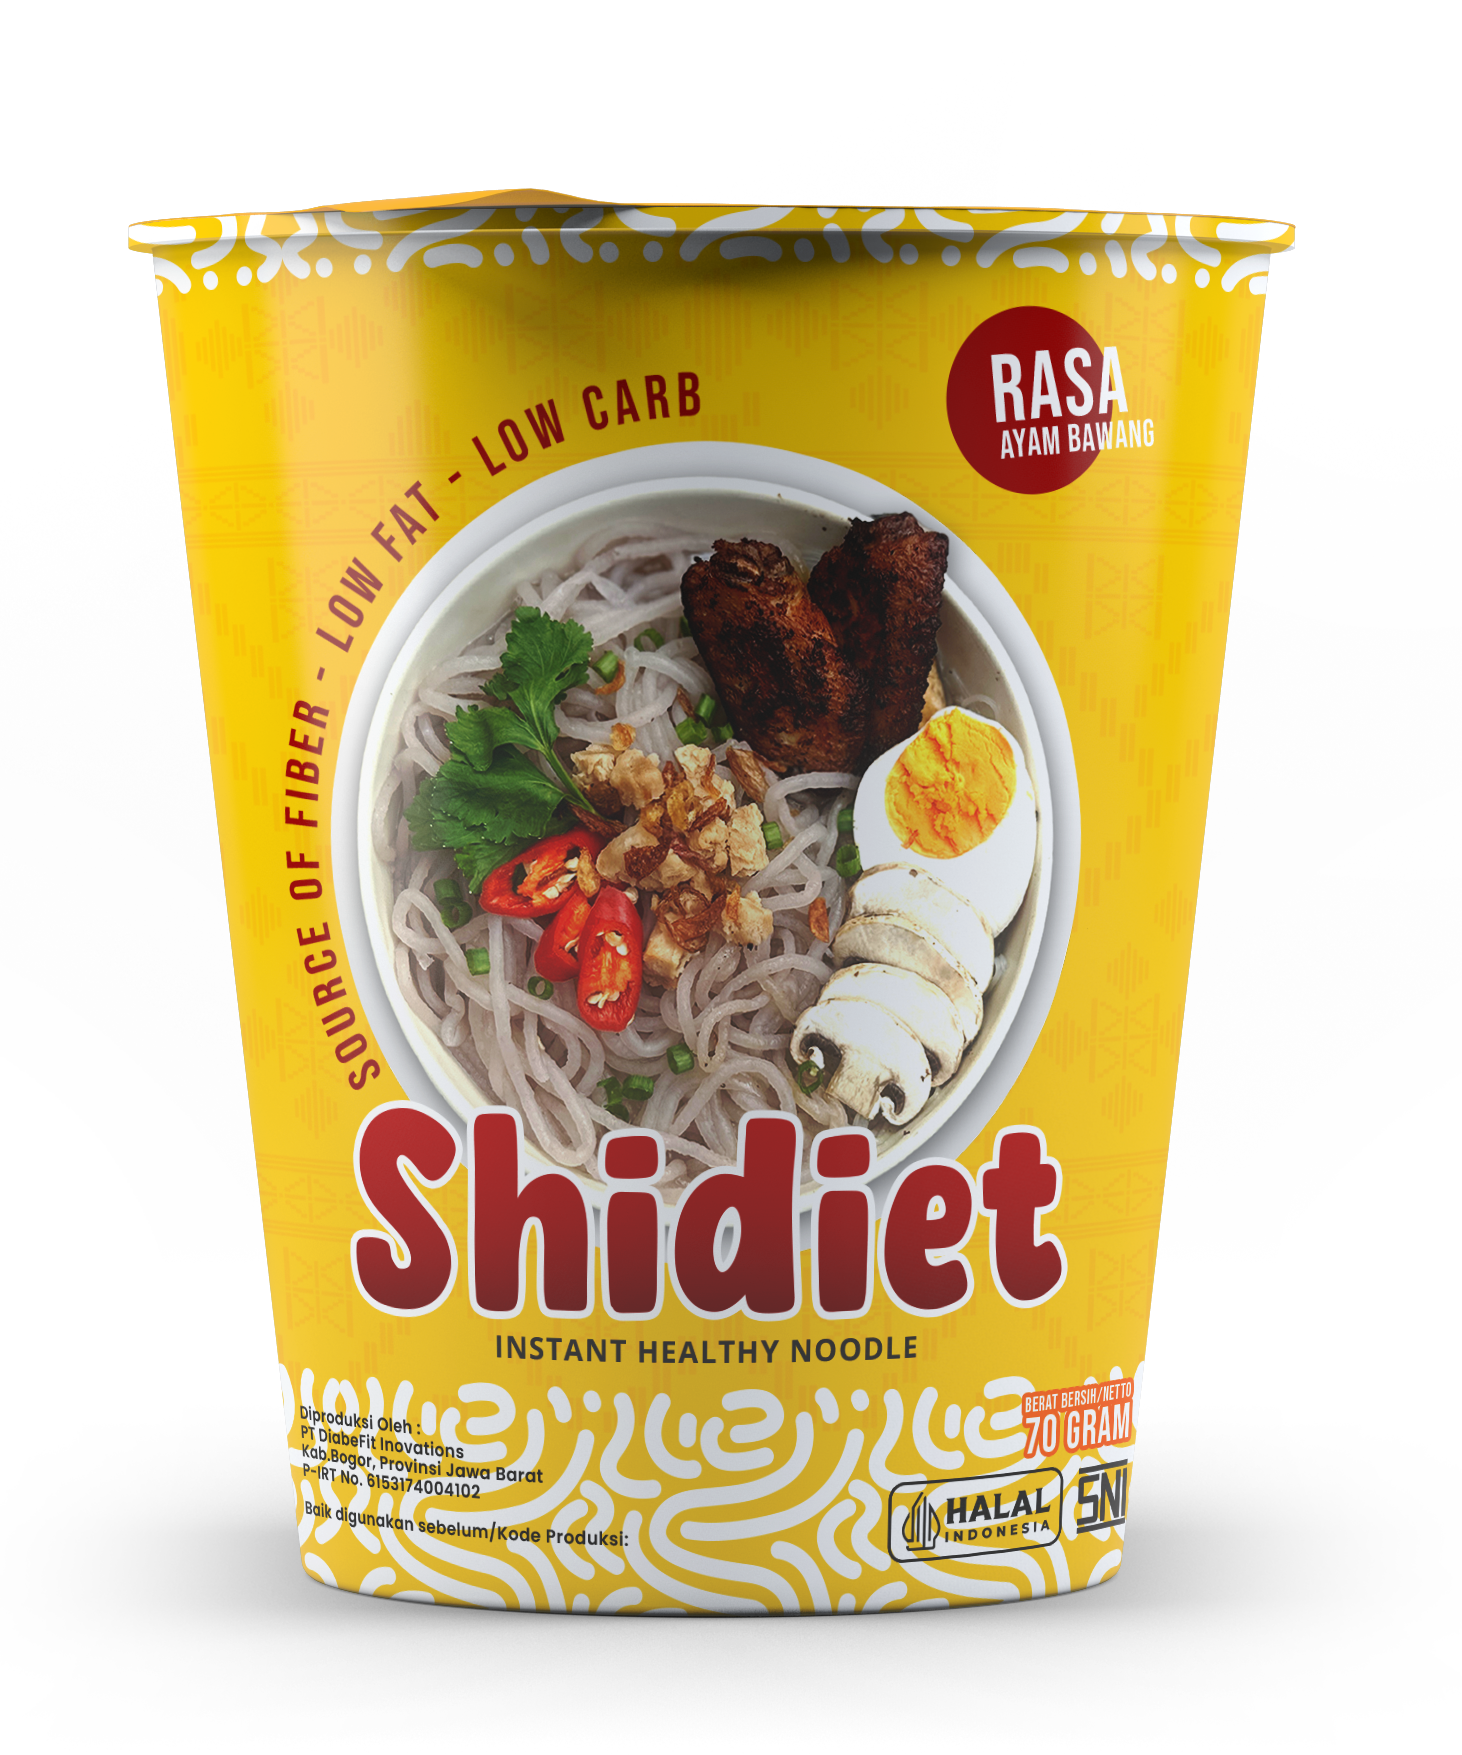 RASA
AYAM BAWANG
SOURCE OF FIBER - LOW FAT - LOW CARB
Shidiet
INSTANT HEALTHY NOODLE
Diproduksi Oleh :
PT DiabeFit Inovations
Kab.Bogor, Provinsi Jawa Barat
P-IRT No. 6153174004102
Baik digunakan sebelum/Kode Produksi:
BERAT BERSIH/NETTO
70 GRAM
HALAL
INDONESIA
SNI